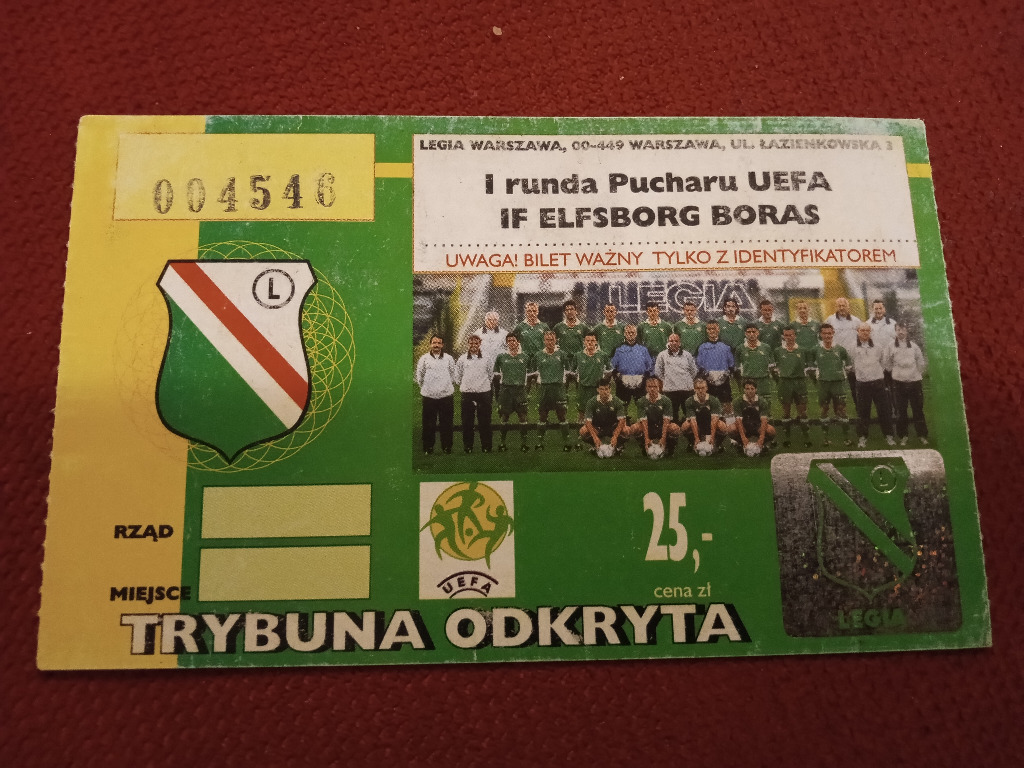 004546
LEGIA WARSZAWA, 00-449 WARSZAWA, UL. ŁAZIENKOWSKA 3
I runda Pucharu UEFA
IF ELFSBORG BORAS
UWAGA! BILET WAŻNY TYLKO Z IDENTYFIKATOREM
L
LEGIA
RZĄD
MIEJSCE
UEFA
25,-
cena zł
L
LEGIA
TRYBUNA ODKRYTA